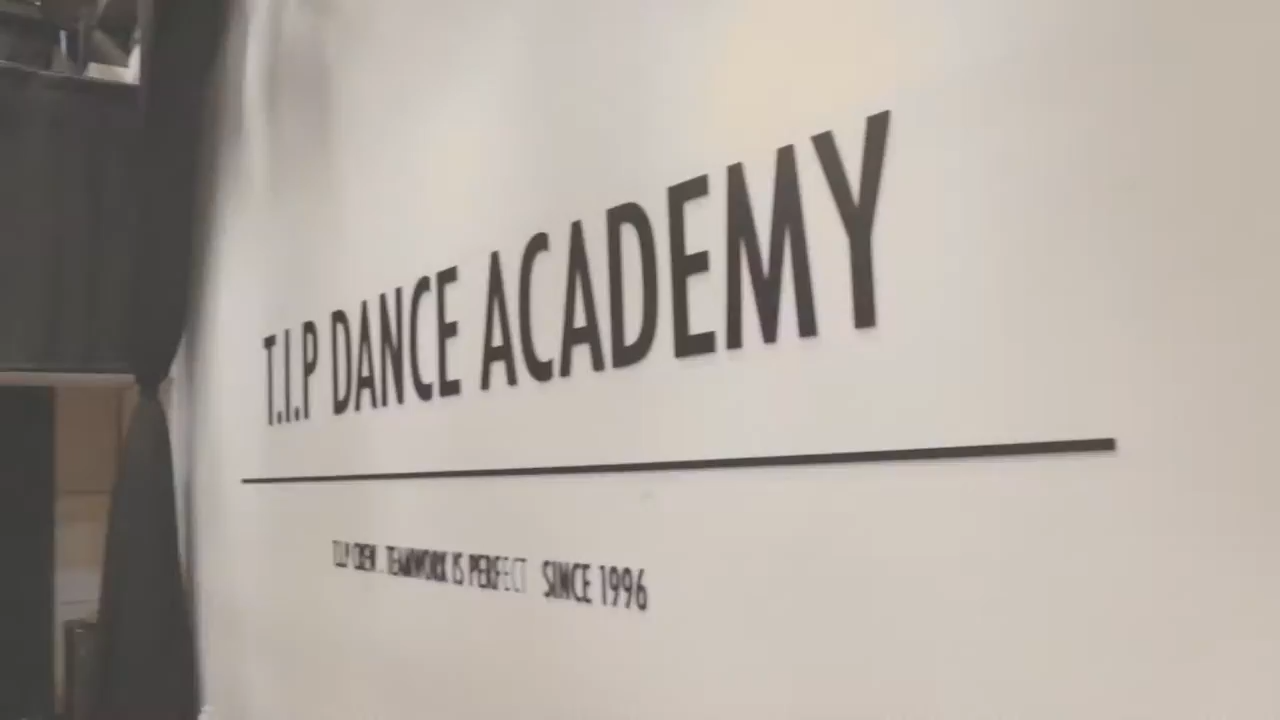 T.I.P DANCE ACADEMY
T.I.P CREW . TEAMWORK IS PERFECT SINCE 1996